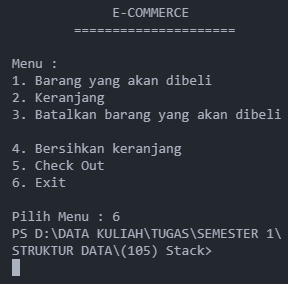 E-COMMERCE
=====================
Menu :
1. Barang yang akan dibeli
2. Keranjang
3. Batalkan barang yang akan dibeli
4. Bersihkan keranjang
5. Check Out
6. Exit
Pilih Menu : 6
PS D:\DATA KULIAH\TUGAS\SEMESTER 1\
STRUKTUR DATA\(105) Stack>